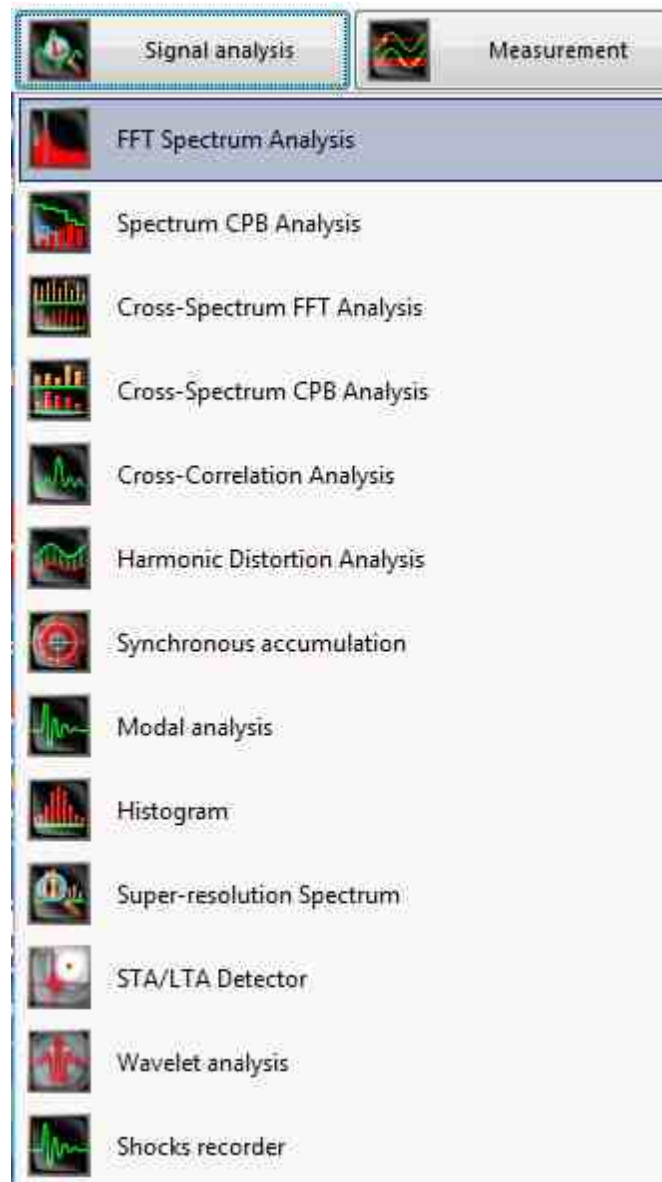 Signal analysis
Measurement
FFT Spectrum Analysis
Spectrum CPB Analysis
Cross-Spectrum FFT Analysis
Cross-Spectrum CPB Analysis
Cross-Correlation Analysis
Harmonic Distortion Analysis
Synchronous accumulation
Modal analysis
Histogram
Super-resolution Spectrum
STA/LTA Detector
Wavelet analysis
Shocks recorder